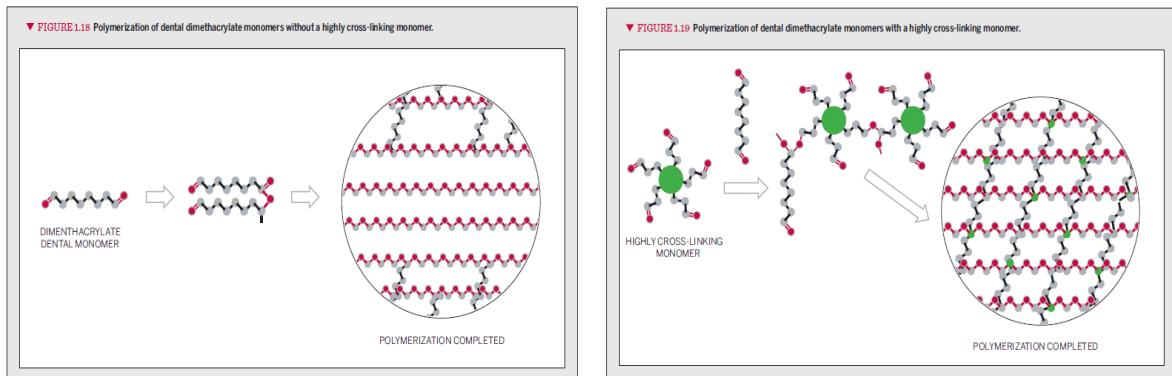 ▼ FIGURE 1.18 Polymerization of dental dimethacrylate monomers without a highly cross-linking monomer.
DIMENTHACRYLATE
DENTAL MONOMER
POLYMERIZATION COMPLETED
▼ FIGURE 1.19 Polymerization of dental dimethacrylate monomers with a highly cross-linking monomer.
HIGHLY CROSS-LINKING
MONOMER
POLYMERIZATION COMPLETED